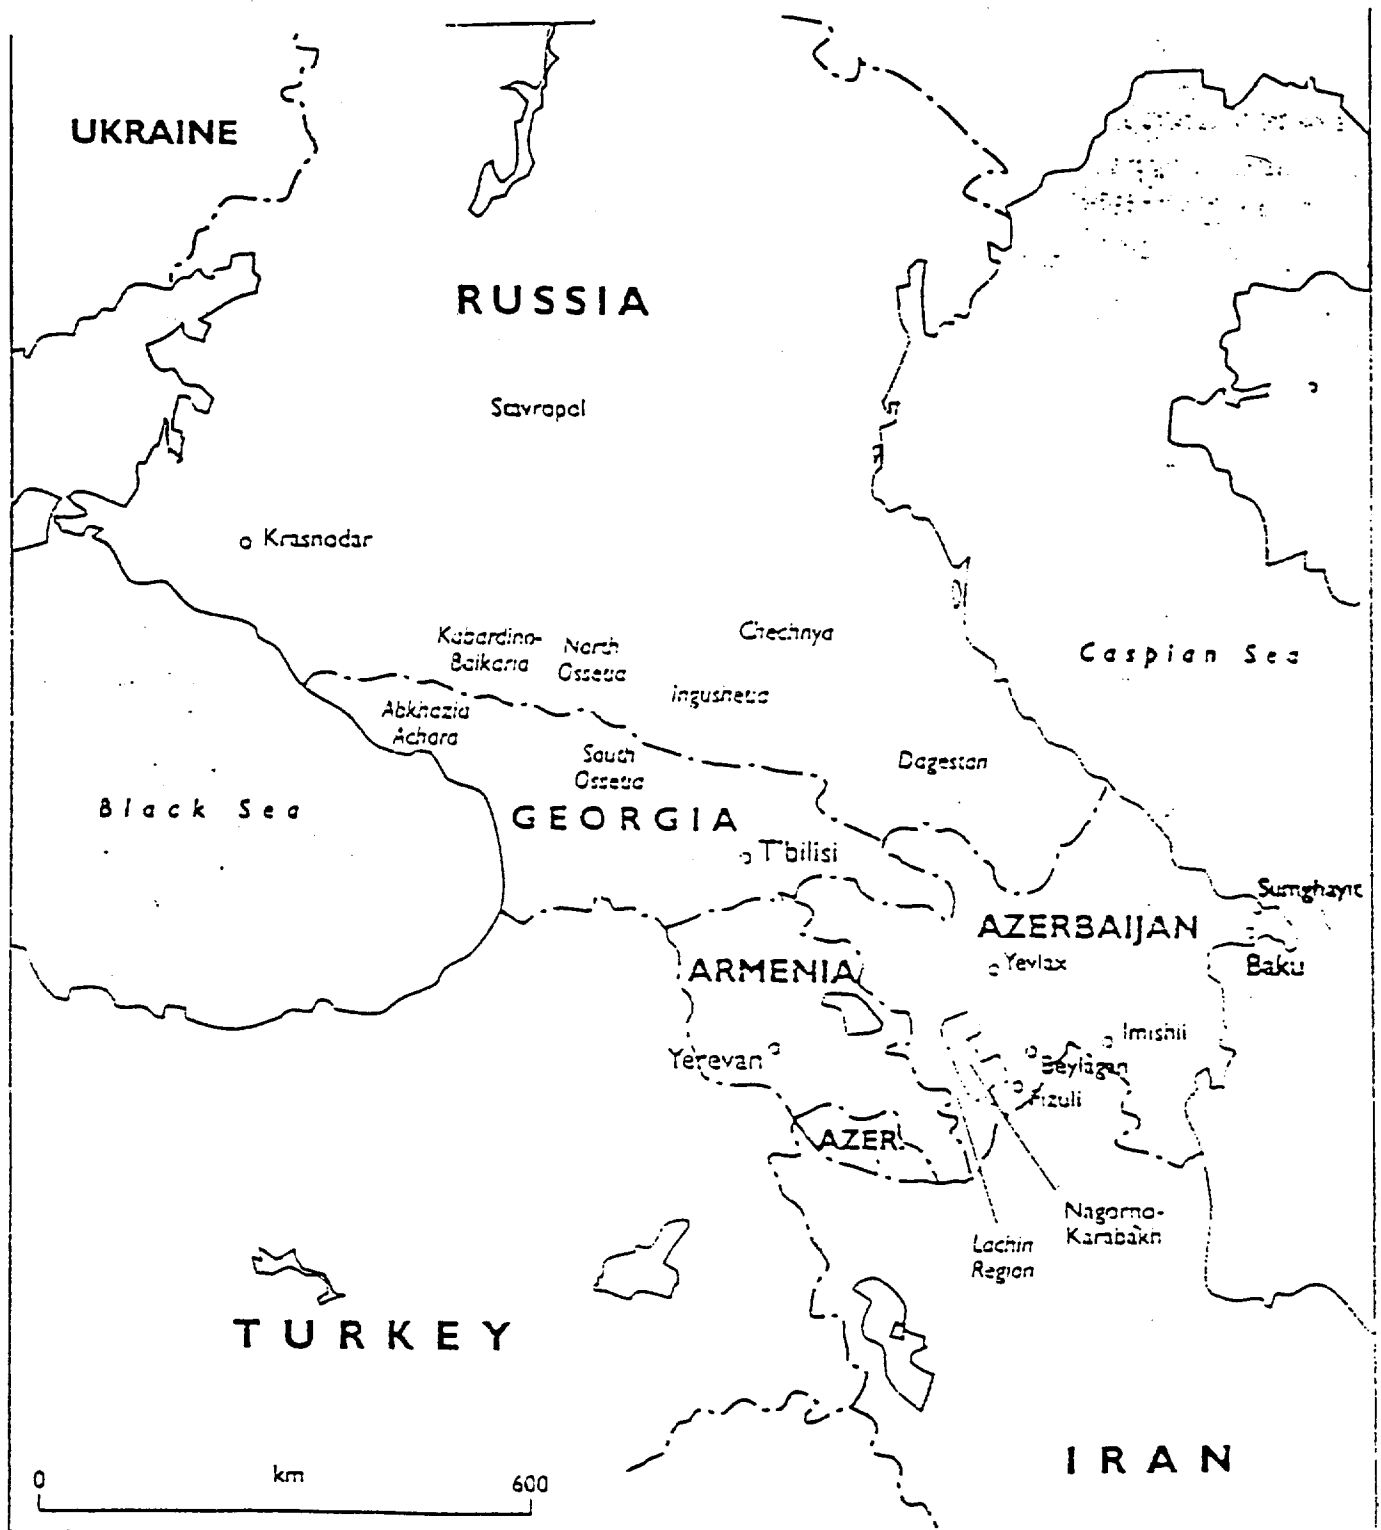 UKRAINE
RUSSIA
Stavropol
Krasnodar
Kabardino-
Balkaria
North
Ossetia
Chechnya
Ingushetia
Caspian Sea
Abkhazia
Achara
South
Ossetia
Dagestan
Black Sea
GEORGIA
T'bilisi
Sumghayit
AZERBAIJAN
Yevlax
Baku
ARMENIA
Imishii
Yerevan
Beylagan
Fizuli
AZER.
Nagorno-
Karabakh
Lachin
Region
TURKEY
IRAN
0 km 600